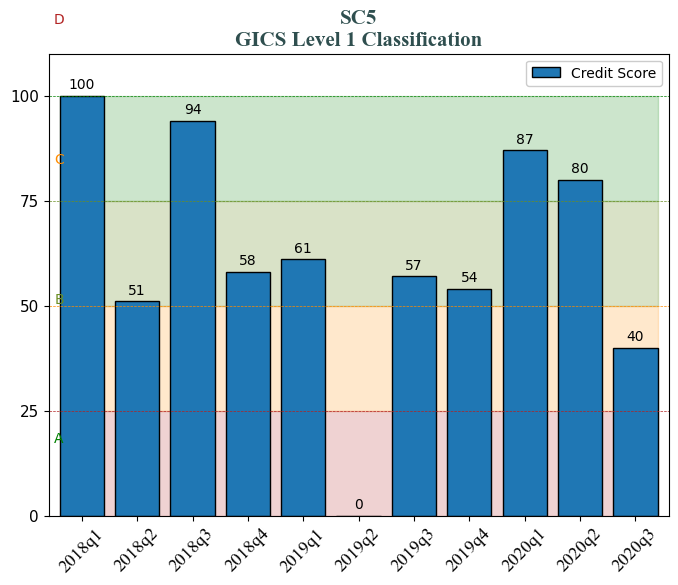 D
SC5
GICS Level 1 Classification
Credit Score
100
100
94
87
C
80
75
61
58
57
54
51
B
50
40
25
A
0
0
2018q1
2018q2
2018q3
2018q4
2019q1
2019q2
2019q3
2019q4
2020q1
2020q2
2020q3